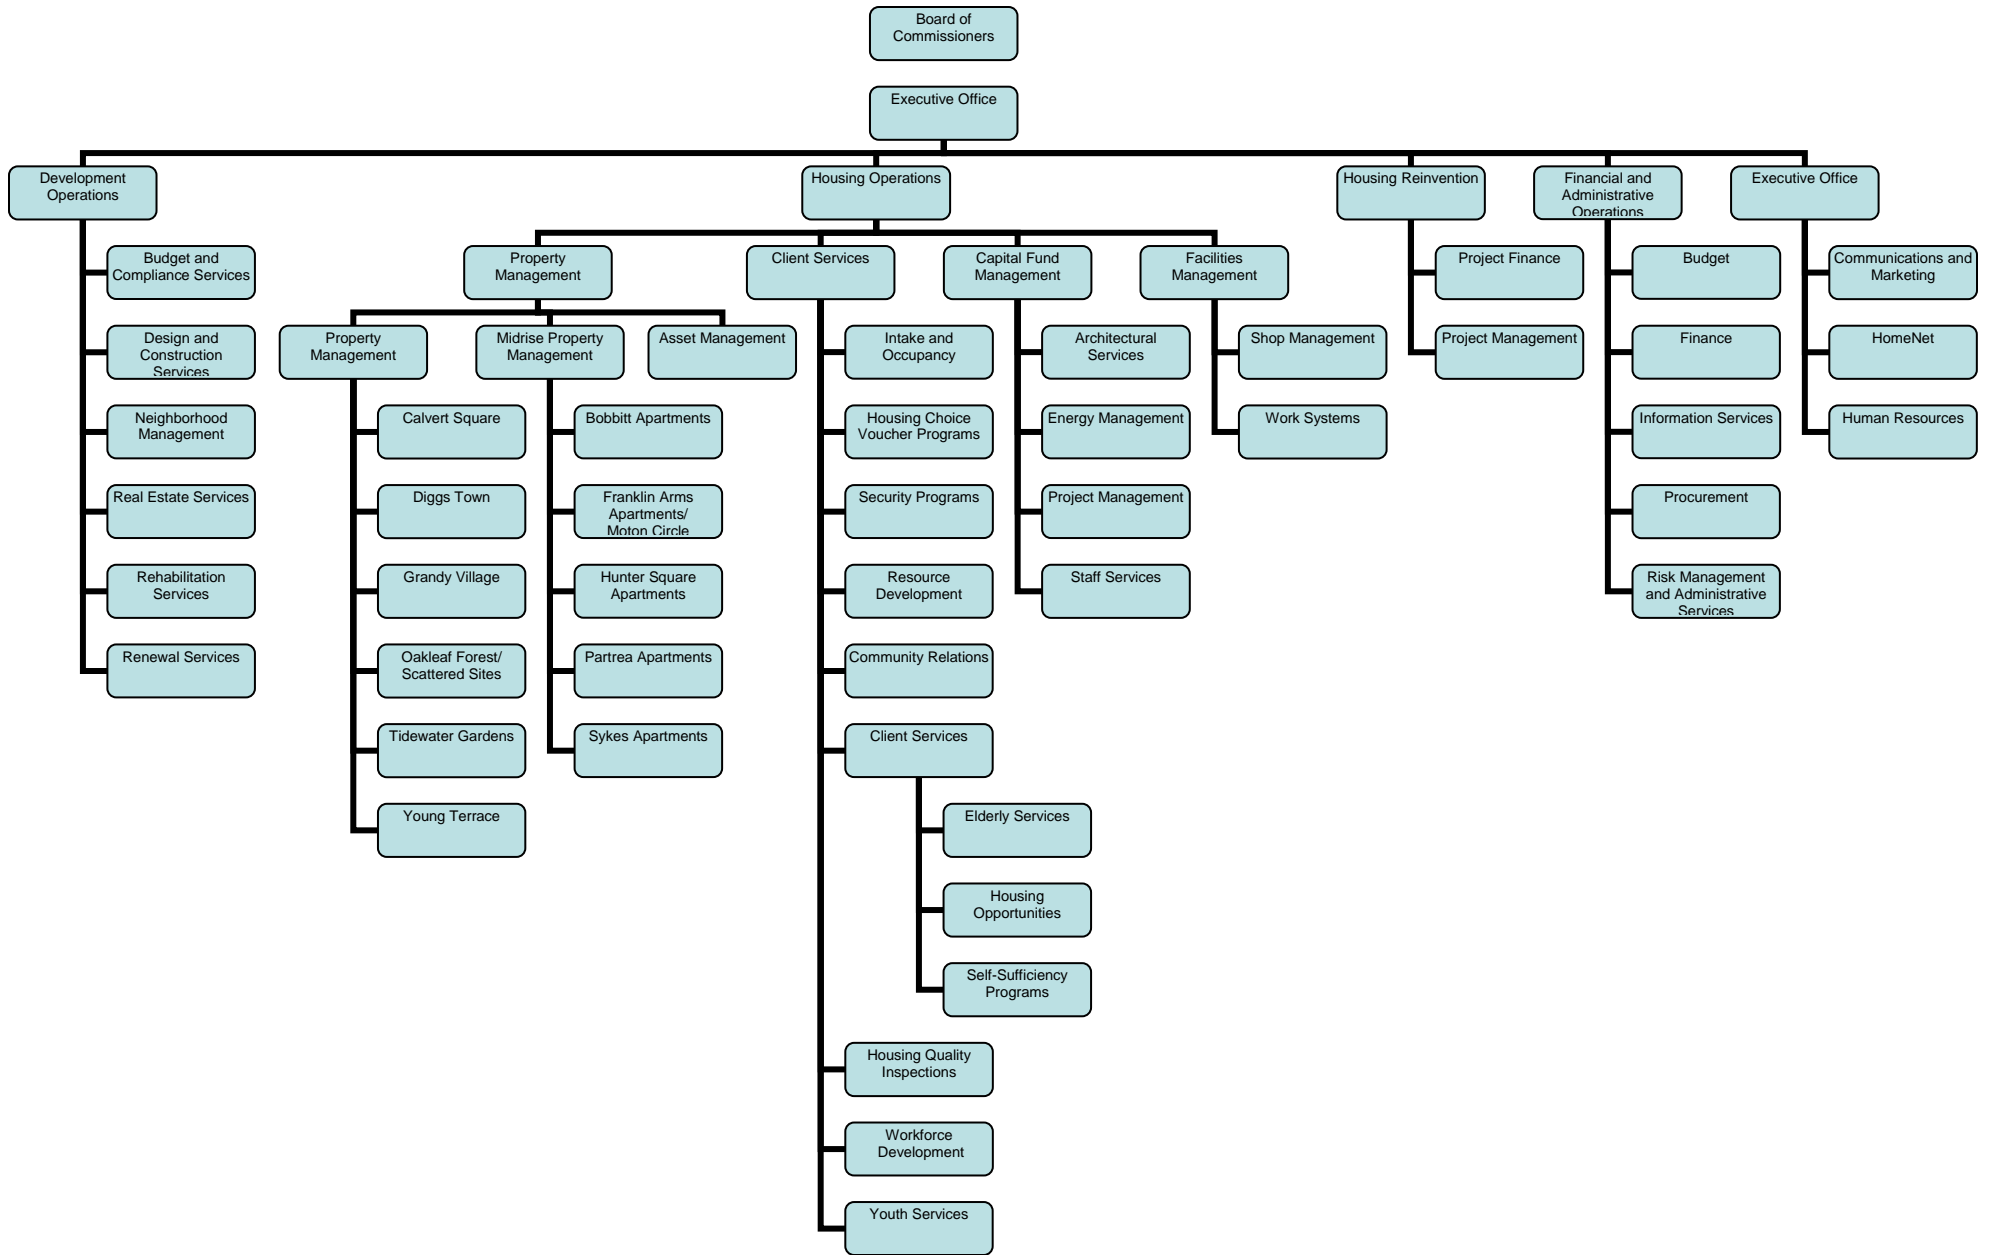 Board of
Commissioners
Executive Office
Development
Operations
Housing Operations
Housing Reinvention
Financial and
Administrative
Operations
Executive Office
Budget and
Compliance Services
Design and
Construction
Services
Neighborhood
Management
Real Estate Services
Rehabilitation
Services
Renewal Services
Property
Management
Client Services
Capital Fund
Management
Facilities
Management
Property
Management
Midrise Property
Management
Asset Management
Calvert Square
Diggs Town
Grandy Village
Oakleaf Forest/
Scattered Sites
Tidewater Gardens
Young Terrace
Bobbitt Apartments
Franklin Arms
Apartments/
Moton Circle
Hunter Square
Apartments
Partrea Apartments
Sykes Apartments
Intake and
Occupancy
Housing Choice
Voucher Programs
Security Programs
Resource
Development
Community Relations
Client Services
Elderly Services
Housing
Opportunities
Self-Sufficiency
Programs
Housing Quality
Inspections
Workforce
Development
Youth Services
Architectural
Services
Energy Management
Project Management
Staff Services
Shop Management
Work Systems
Project Finance
Project Management
Budget
Finance
Information Services
Procurement
Risk Management
and Administrative
Services
Communications and
Marketing
HomeNet
Human Resources